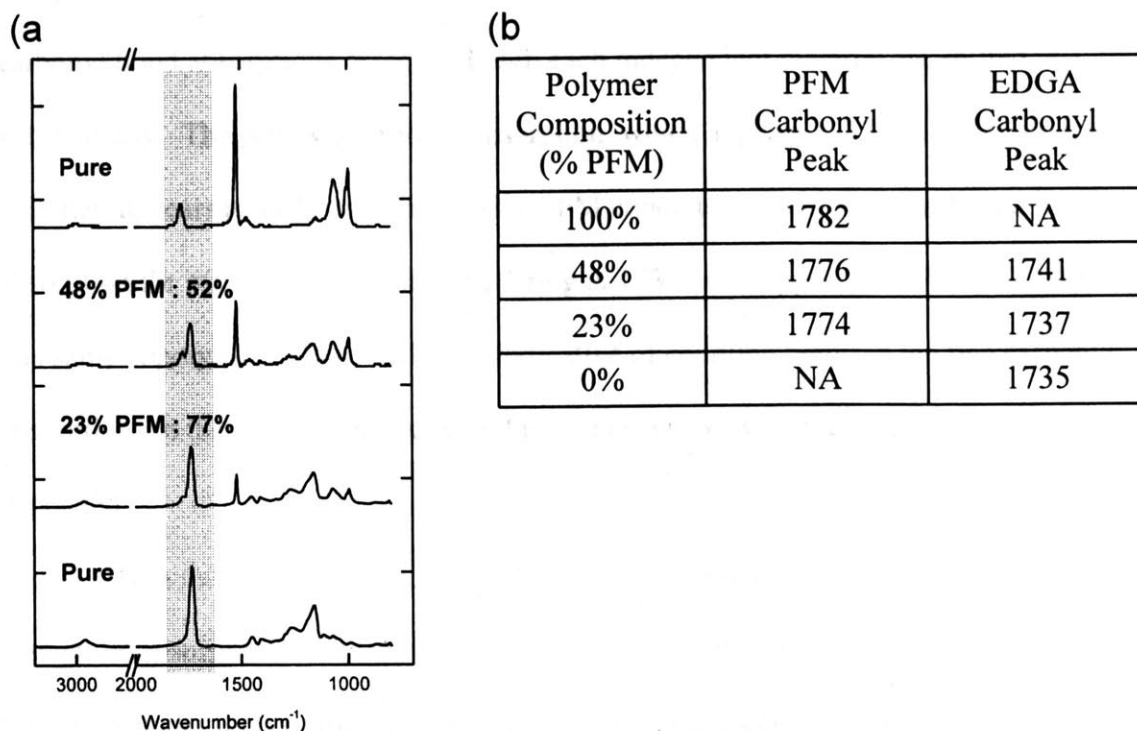 (a
Pure
48% PFM : 52%
23% PFM : 77%
Pure
3000 2000 1500 1000
Wavenumber (cm⁻¹)
(b)
Polymer Composition (% PFM) PFM Carbonyl Peak EDGA Carbonyl Peak
100% 1782 NA
48% 1776 1741
23% 1774 1737
0% NA 1735